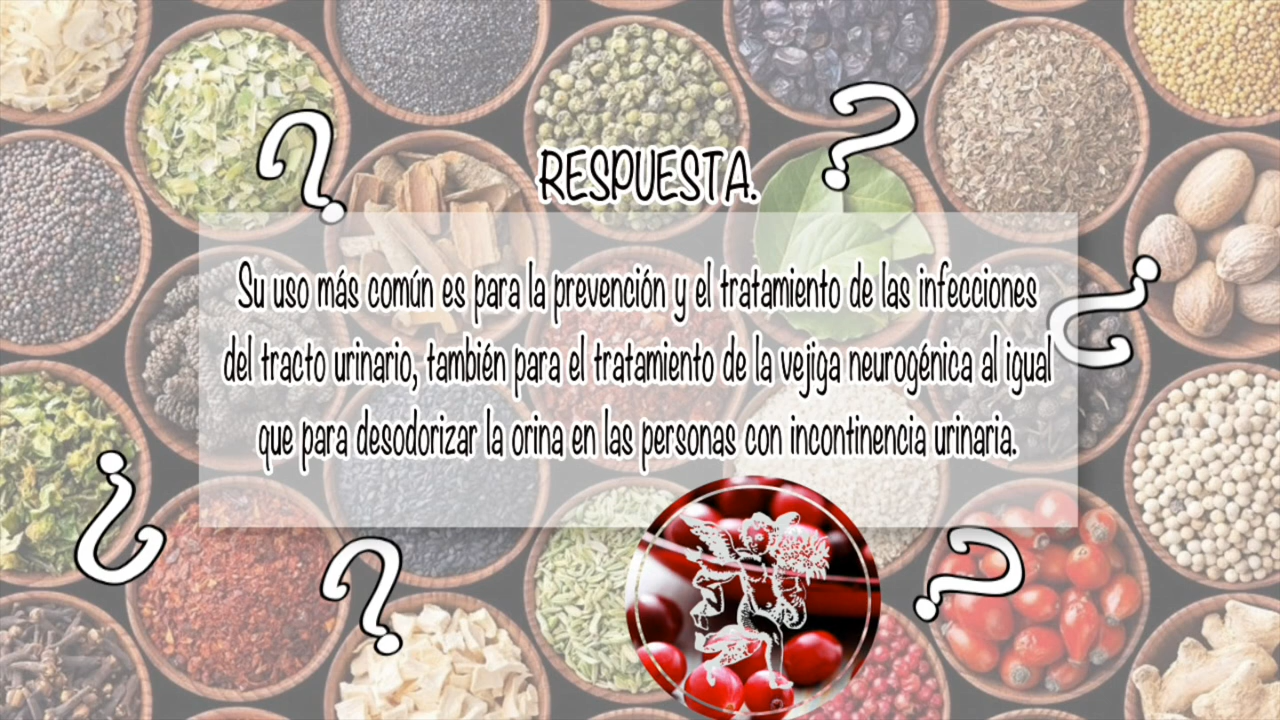 RESPUESTA.
Su uso más común es para la prevención y el tratamiento de las infecciones
del tracto urinario, también para el tratamiento de la vejiga neurogénica al igual
que para desodorizar la orina en las personas con incontinencia urinaria.